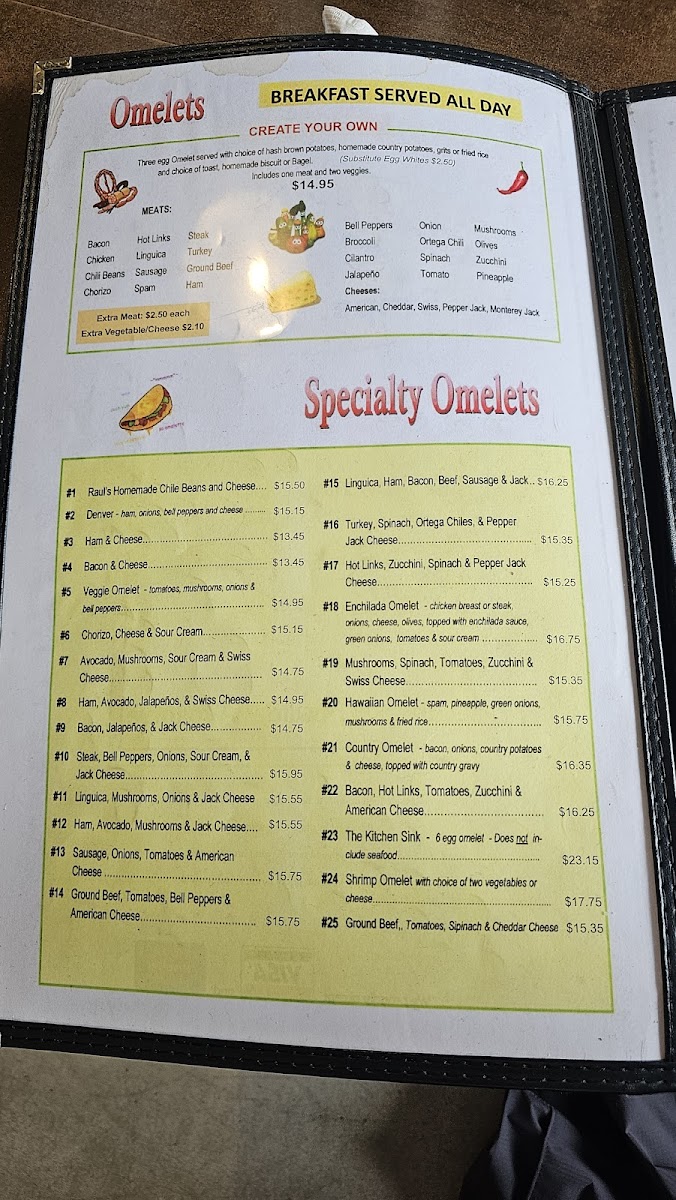 Omelets
BREAKFAST SERVED ALL DAY
CREATE YOUR OWN
Three egg Omelet served with choice of hash brown potatoes, homemade country potatoes, grits or fried rice
and choice of toast, homemade biscuit or Bagel. (Substitute Egg Whites $2.50)
Includes one meat and two veggies.
$14.95
MEATS:
Bacon Hot Links Steak
Chicken Linguica Turkey
Chili Beans Sausage Ground Beef
Chorizo Spam Ham
Extra Meat: $2.50 each
Extra Vegetable/Cheese $2.10
Bell Peppers Onion Mushrooms
Broccoli Ortega Chili Olives
Cilantro Spinach Zucchini
Jalapeño Tomato Pineapple
Cheeses:
American, Cheddar, Swiss, Pepper Jack, Monterey Jack
Specialty Omelets
#1 Raul's Homemade Chile Beans and Cheese.... $15.50
#2 Denver - ham, onions, bell peppers and cheese ......... $15.15
#3 Ham & Cheese............................... $13.45
#4 Bacon & Cheese............................. $13.45
#5 Veggie Omelet - tomatoes, mushrooms, onions &
bell peppers....................................... $14.95
#6 Chorizo, Cheese & Sour Cream................ $15.15
#7 Avocado, Mushrooms, Sour Cream & Swiss
Cheese.......................................... $14.75
#8 Ham, Avocado, Jalapeños, & Swiss Cheese..... $14.95
#9 Bacon, Jalapeños, & Jack Cheese.............. $14.75
#10 Steak, Bell Peppers, Onions, Sour Cream, &
Jack Cheese...................................... $15.95
#11 Linguica, Mushrooms, Onions & Jack Cheese $15.55
#12 Ham, Avocado, Mushrooms & Jack Cheese.... $15.55
#13 Sausage, Onions, Tomatoes & American
Cheese ........................................... $15.75
#14 Ground Beef, Tomatoes, Bell Peppers &
American Cheese................................ $15.75
#15 Linguica, Ham, Bacon, Beef, Sausage & Jack.. $16.25
#16 Turkey, Spinach, Ortega Chiles, & Pepper
Jack Cheese..................................... $15.35
#17 Hot Links, Zucchini, Spinach & Pepper Jack
Cheese........................................... $15.25
#18 Enchilada Omelet - chicken breast or steak,
onions, cheese, olives, topped with enchilada sauce,
green onions, tomatoes & sour cream ................ $16.75
#19 Mushrooms, Spinach, Tomatoes, Zucchini &
Swiss Cheese.................................... $15.35
#20 Hawaiian Omelet - spam, pineapple, green onions,
mushrooms & fried rice............................... $15.75
#21 Country Omelet - bacon, onions, country potatoes
& cheese, topped with country gravy $16.35
#22 Bacon, Hot Links, Tomatoes, Zucchini &
American Cheese................................. $16.25
#23 The Kitchen Sink - 6 egg omelet - Does not in-
clude seafood........................................ $23.15
#24 Shrimp Omelet with choice of two vegetables or
cheese................................................ $17.75
#25 Ground Beef,, Tomatoes, Sipinach & Cheddar Cheese $15.35